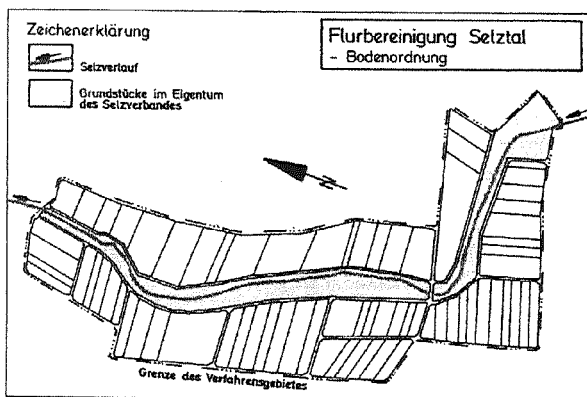 Zeichenerklärung
Selzverlauf
Grundstücke im Eigentum
des Selzverbandes
Flurbereinigung Selztal
- Bodenordnung
N
Grenze des Verfahrensgebietes